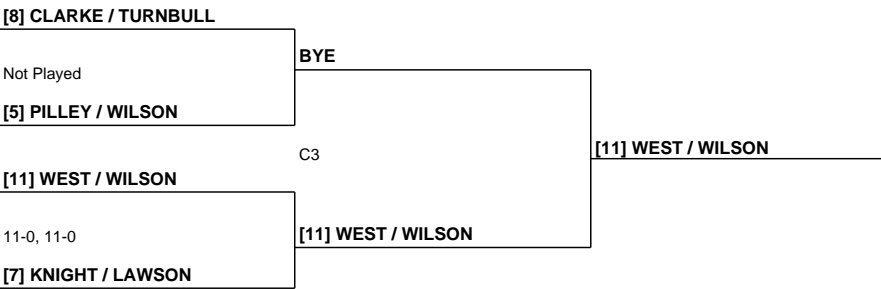 [8] CLARKE / TURNBULL
BYE
Not Played
[5] PILLEY / WILSON
C3
[11] WEST / WILSON
[11] WEST / WILSON
11-0, 11-0
[11] WEST / WILSON
[7] KNIGHT / LAWSON